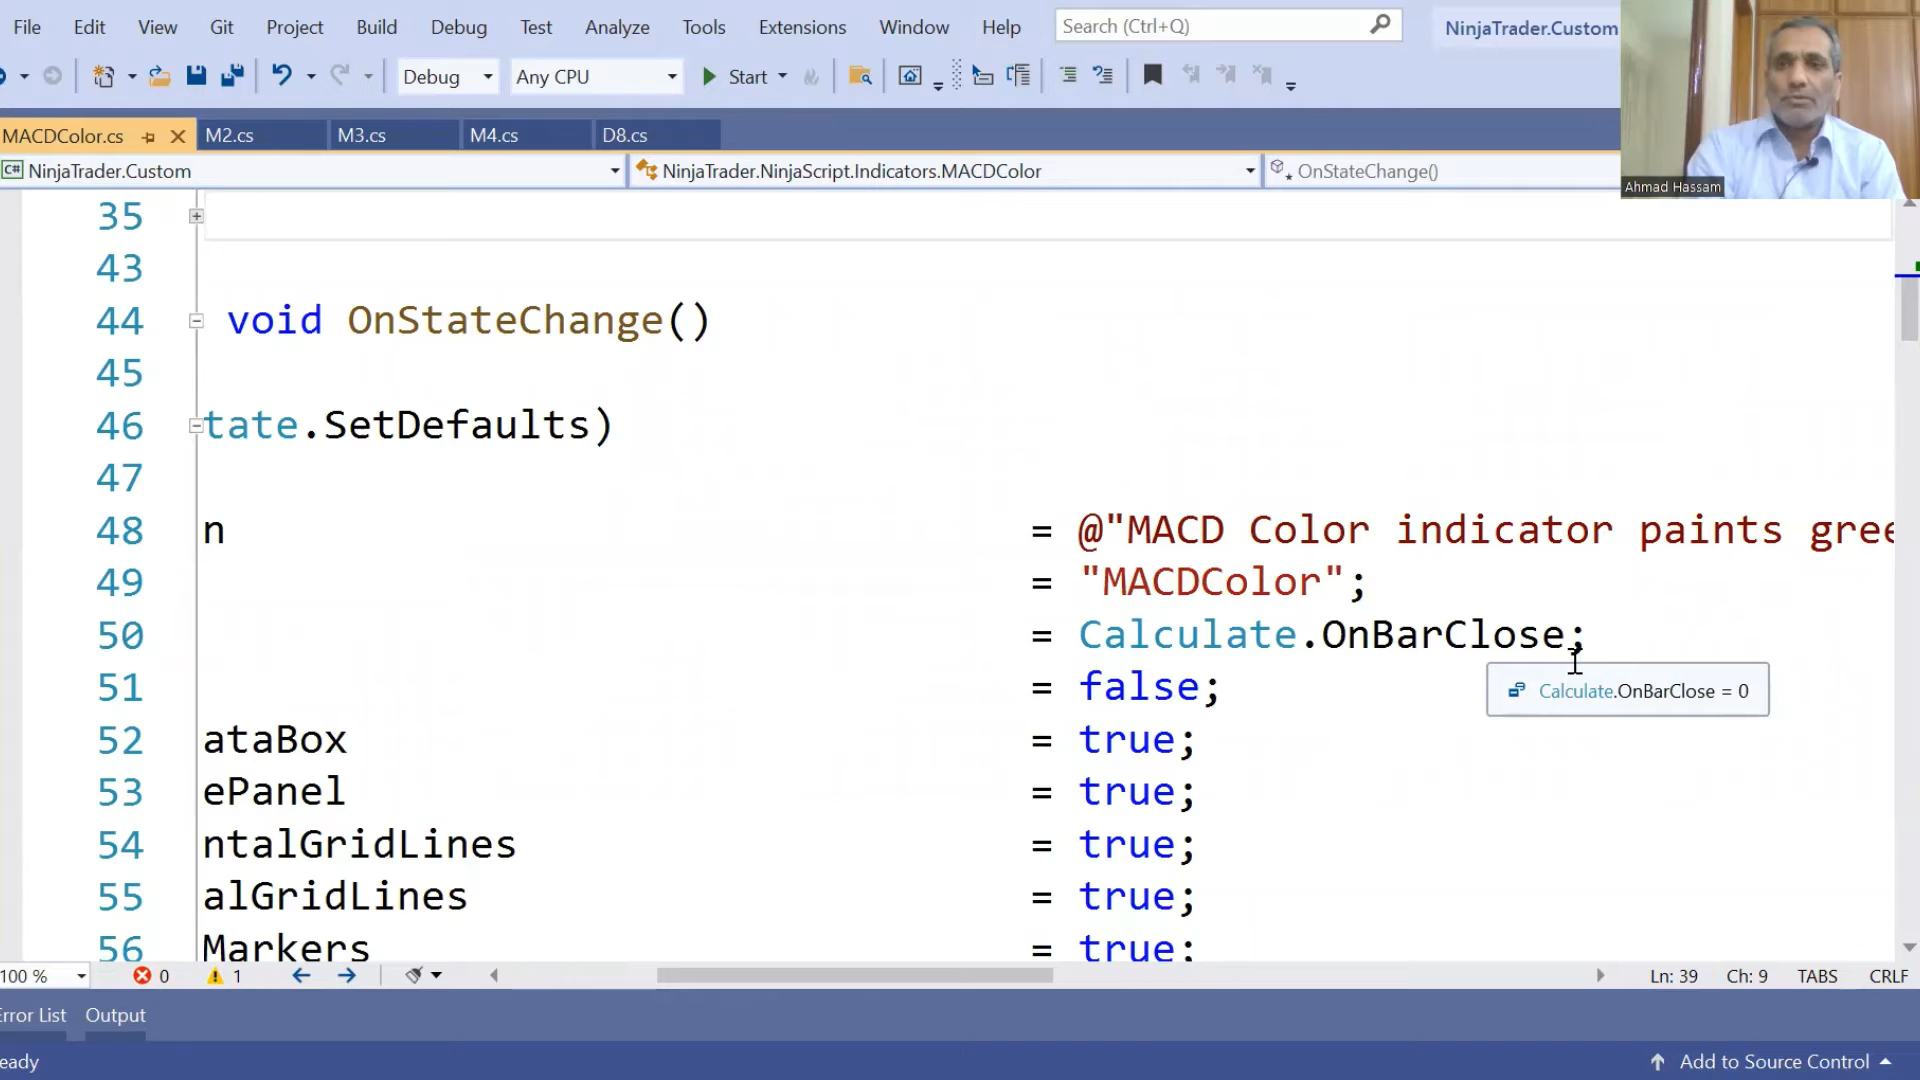 File Edit View Git Project Build Debug Test Analyze Tools Extensions Window Help Search (Ctrl+Q) NinjaTrader.Custom
Debug Any CPU Start
MACDColor.cs M2.cs M3.cs M4.cs D8.cs
C# NinjaTrader.Custom NinjaTrader.NinjaScript.Indicators.MACDColor OnStateChange()
Ahmad Hassam
35
43
44 void OnStateChange()
45
46 tate.SetDefaults)
47
48 n = @"MACD Color indicator paints gree
49 = "MACDColor";
50 = Calculate.OnBarClose;
51 = false;
Calculate.OnBarClose = 0
52 ataBox = true;
53 ePanel = true;
54 ntalGridLines = true;
55 alGridLines = true;
56 Markers = true;
100 % 0 1 Ln: 39 Ch: 9 TABS CRLF
Error List Output
eady Add to Source Control